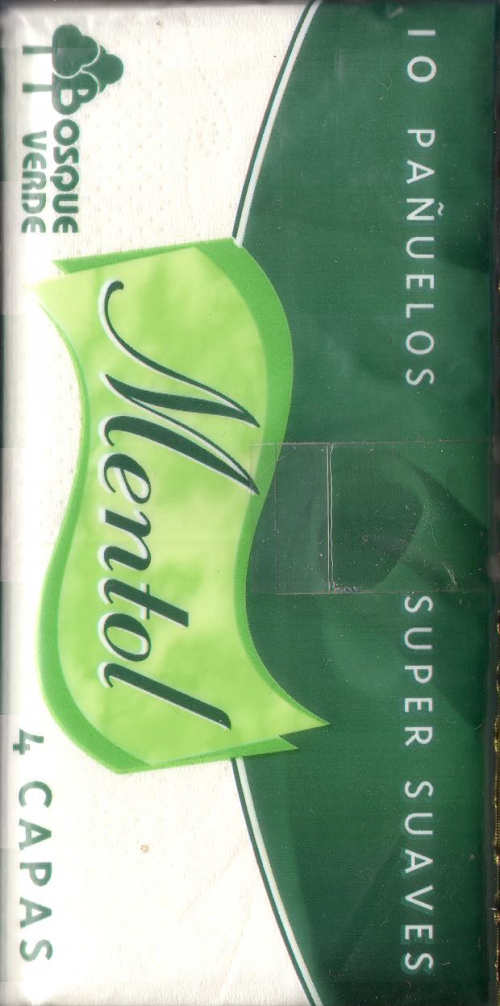 10 PAÑUELOS SUPER SUAVES
Mentol
BOSQUE
VERDE
4 CAPAS